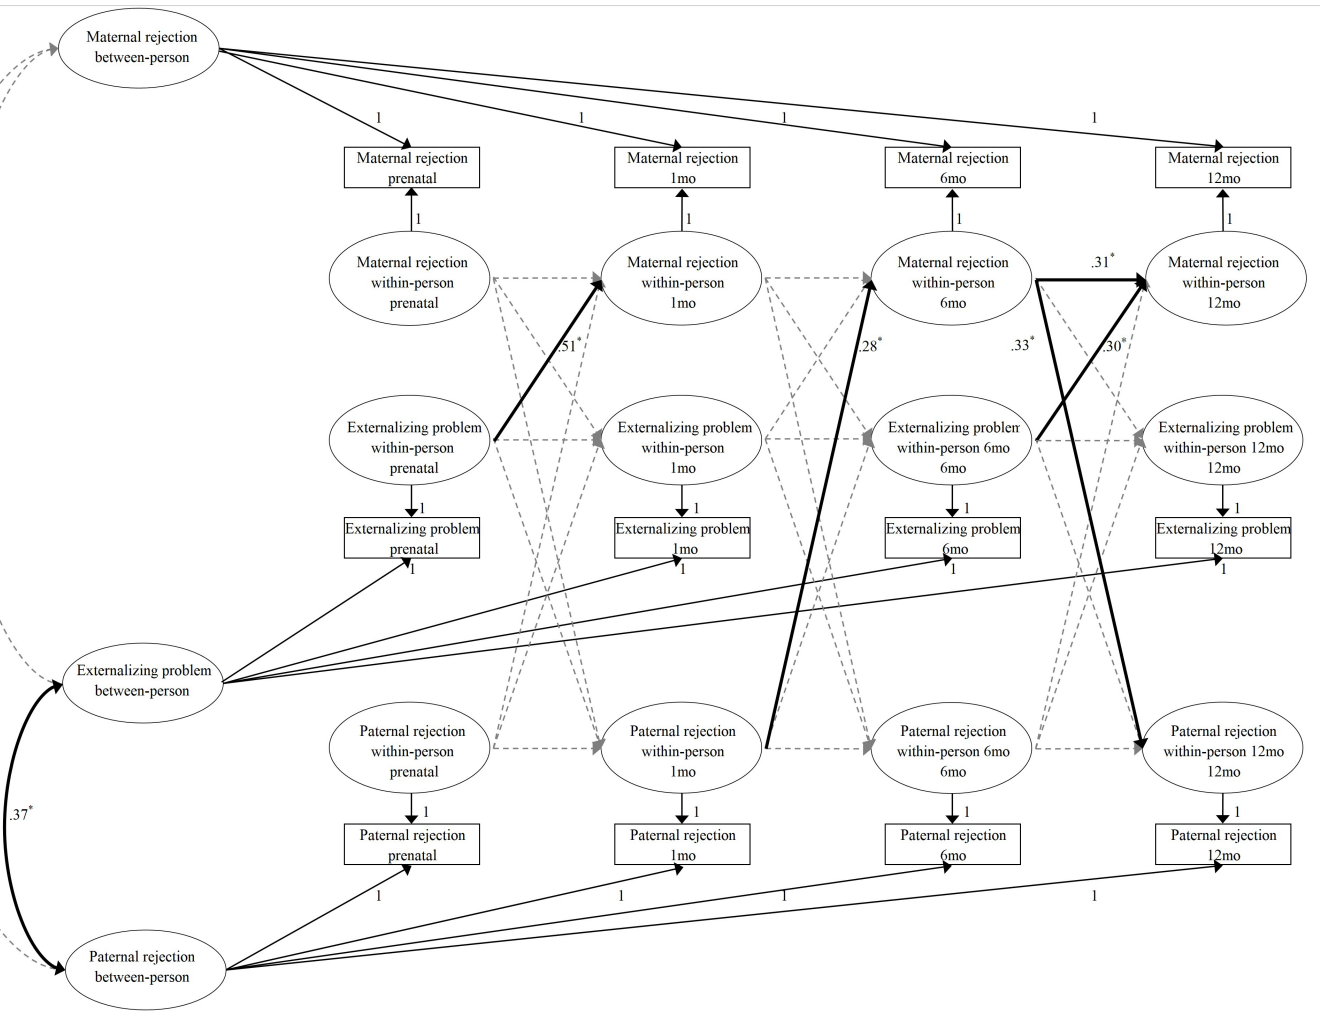 Maternal rejection
between-person
1
1
1
1
Maternal rejection
prenatal
Maternal rejection
1mo
Maternal rejection
6mo
Maternal rejection
12mo
1
1
1
1
Maternal rejection
within-person
prenatal
Maternal rejection
within-person
1mo
Maternal rejection
within-person
6mo
.31*
Maternal rejection
within-person
12mo
.51*
.28*
.33*
.30*
Externalizing problem
within-person
prenatal
Externalizing problem
within-person
1mo
Externalizing problem
within-person 6mo
6mo
Externalizing problem
within-person 12mo
12mo
1
1
1
1
Externalizing problem
prenatal
Externalizing problem
1mo
Externalizing problem
6mo
Externalizing problem
12mo
1
1
1
1
Externalizing problem
between-person
Paternal rejection
within-person
prenatal
Paternal rejection
within-person
1mo
Paternal rejection
within-person 6mo
6mo
Paternal rejection
within-person 12mo
12mo
.37*
1
1
1
1
Paternal rejection
prenatal
Paternal rejection
1mo
Paternal rejection
6mo
Paternal rejection
12mo
1
1
1
1
Paternal rejection
between-person